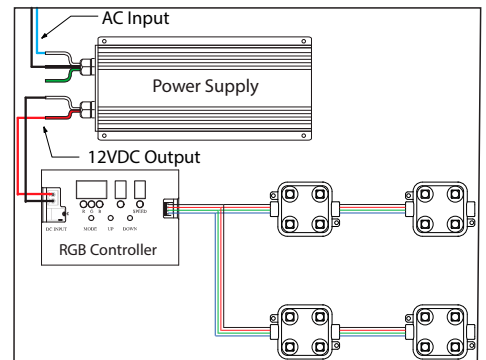 AC Input
Power Supply
12VDC Output
R G B SPEED
DC INPUT MODE UP DOWN
RGB Controller